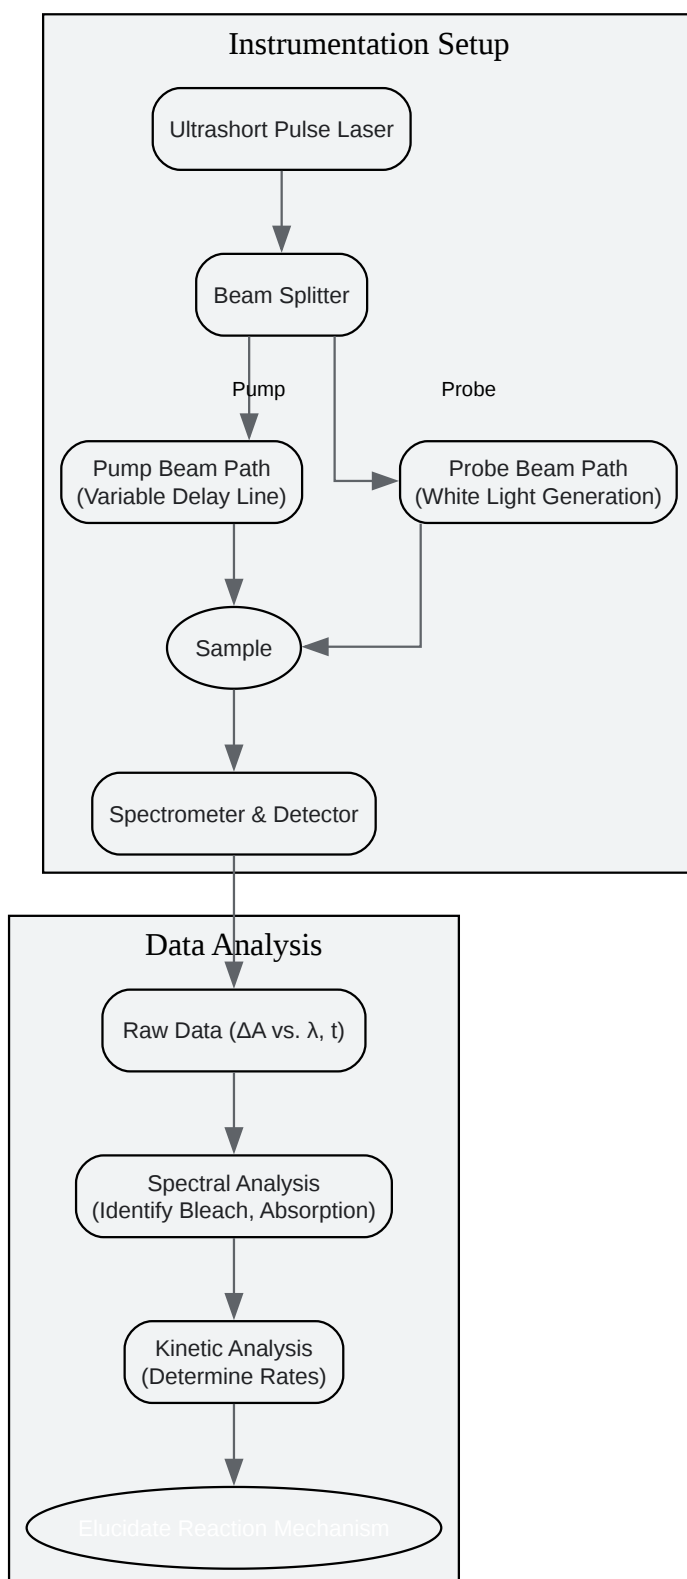 Instrumentation Setup
Ultrashort Pulse Laser
Beam Splitter
Pump
Probe
Pump Beam Path
(Variable Delay Line)
Probe Beam Path
(White Light Generation)
Sample
Spectrometer & Detector
Data Analysis
Raw Data (ΔA vs. λ, t)
Spectral Analysis
(Identify Bleach, Absorption)
Kinetic Analysis
(Determine Rates)
Elucidate Reaction Mechanism